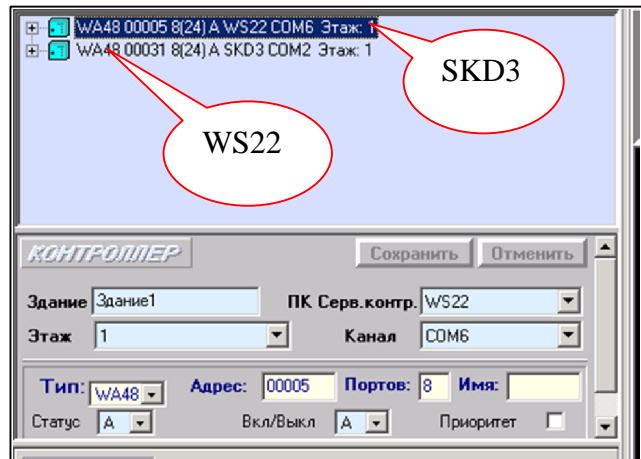 WA48 00005 8(24) A WS22 COM6 Этаж: 1
WA48 00031 8(24) A SKD3 COM2 Этаж: 1
SKD3
WS22
КОНТРОЛЛЕР Сохранить Отменить
Здание Здание1 ПК Серв.контр. WS22
Этаж 1 Канал COM6
Тип: WA48 Адрес: 00005 Портов: 8 Имя:
Статус A Вкл/Выкл A Приоритет